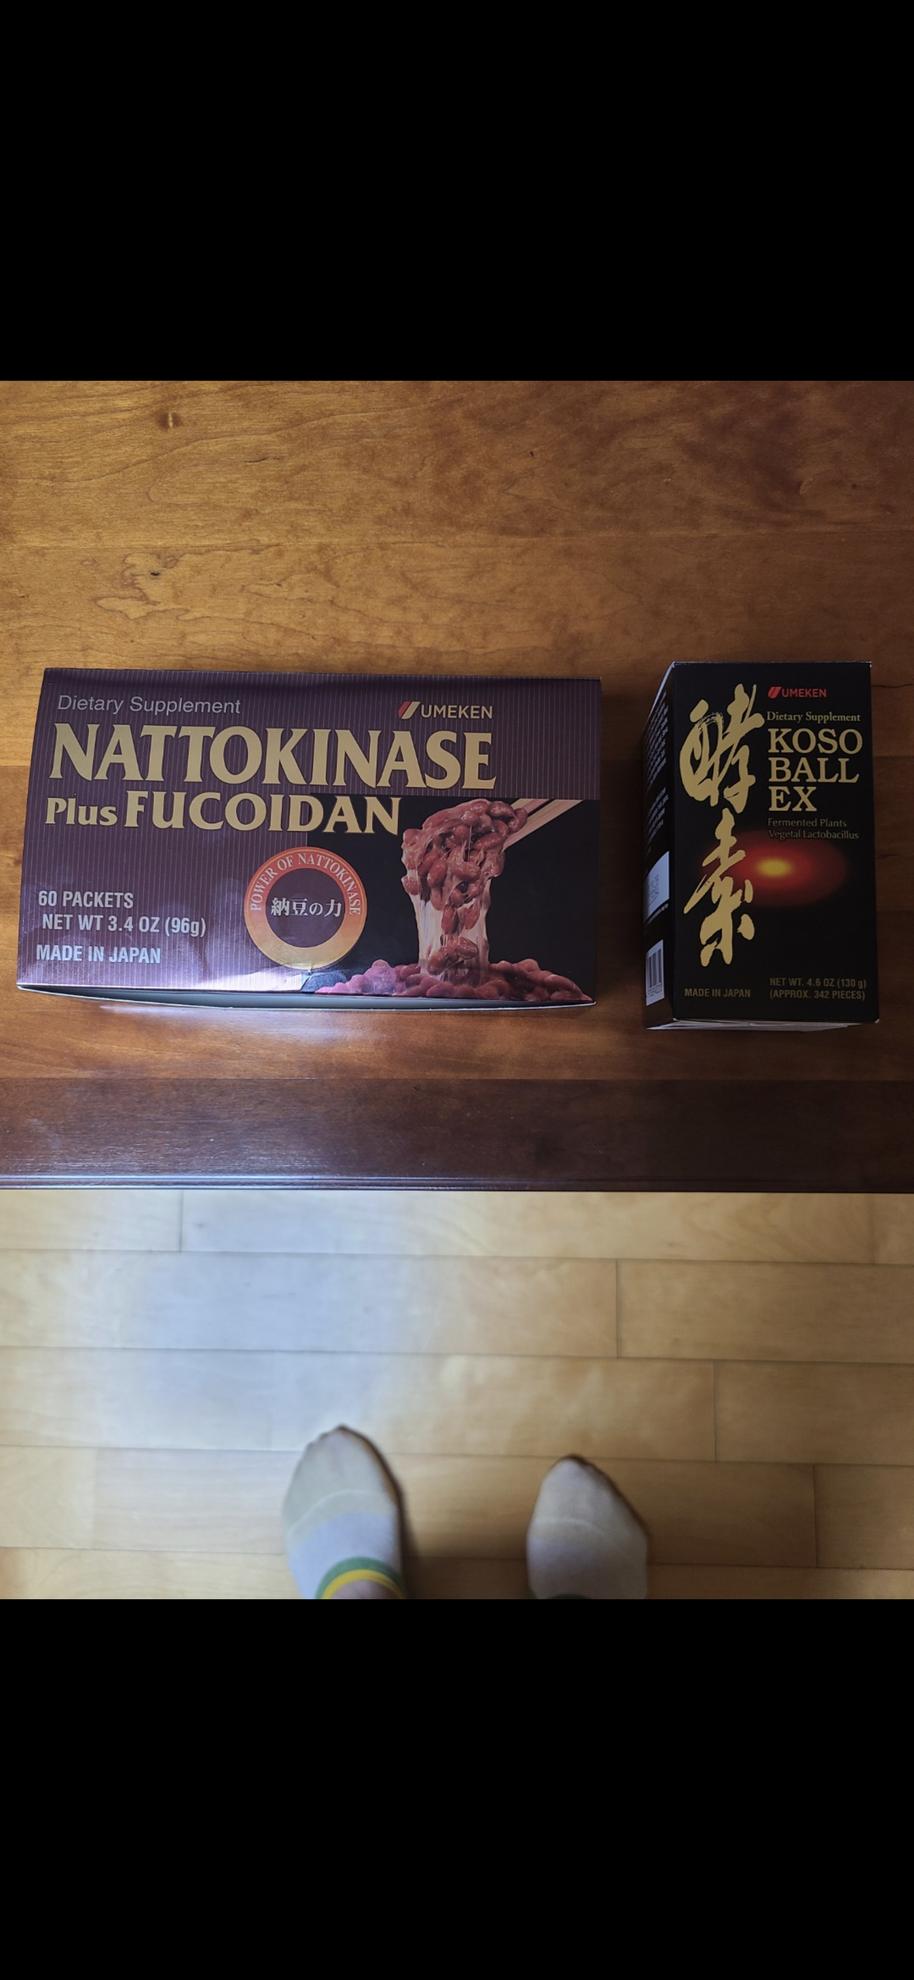 Dietary Supplement
UMEKEN
NATTOKINASE
Plus FUCOIDAN
POWER OF NATTOKINASE
納豆の力
60 PACKETS
NET WT 3.4 OZ (96g)
MADE IN JAPAN
酵素
UMEKEN
Dietary Supplement
KOSO
BALL
EX
Fermented Plants
Vegetal Lactobacillus
MADE IN JAPAN
NET WT. 4.6 OZ (130 g)
(APPROX. 342 PIECES)